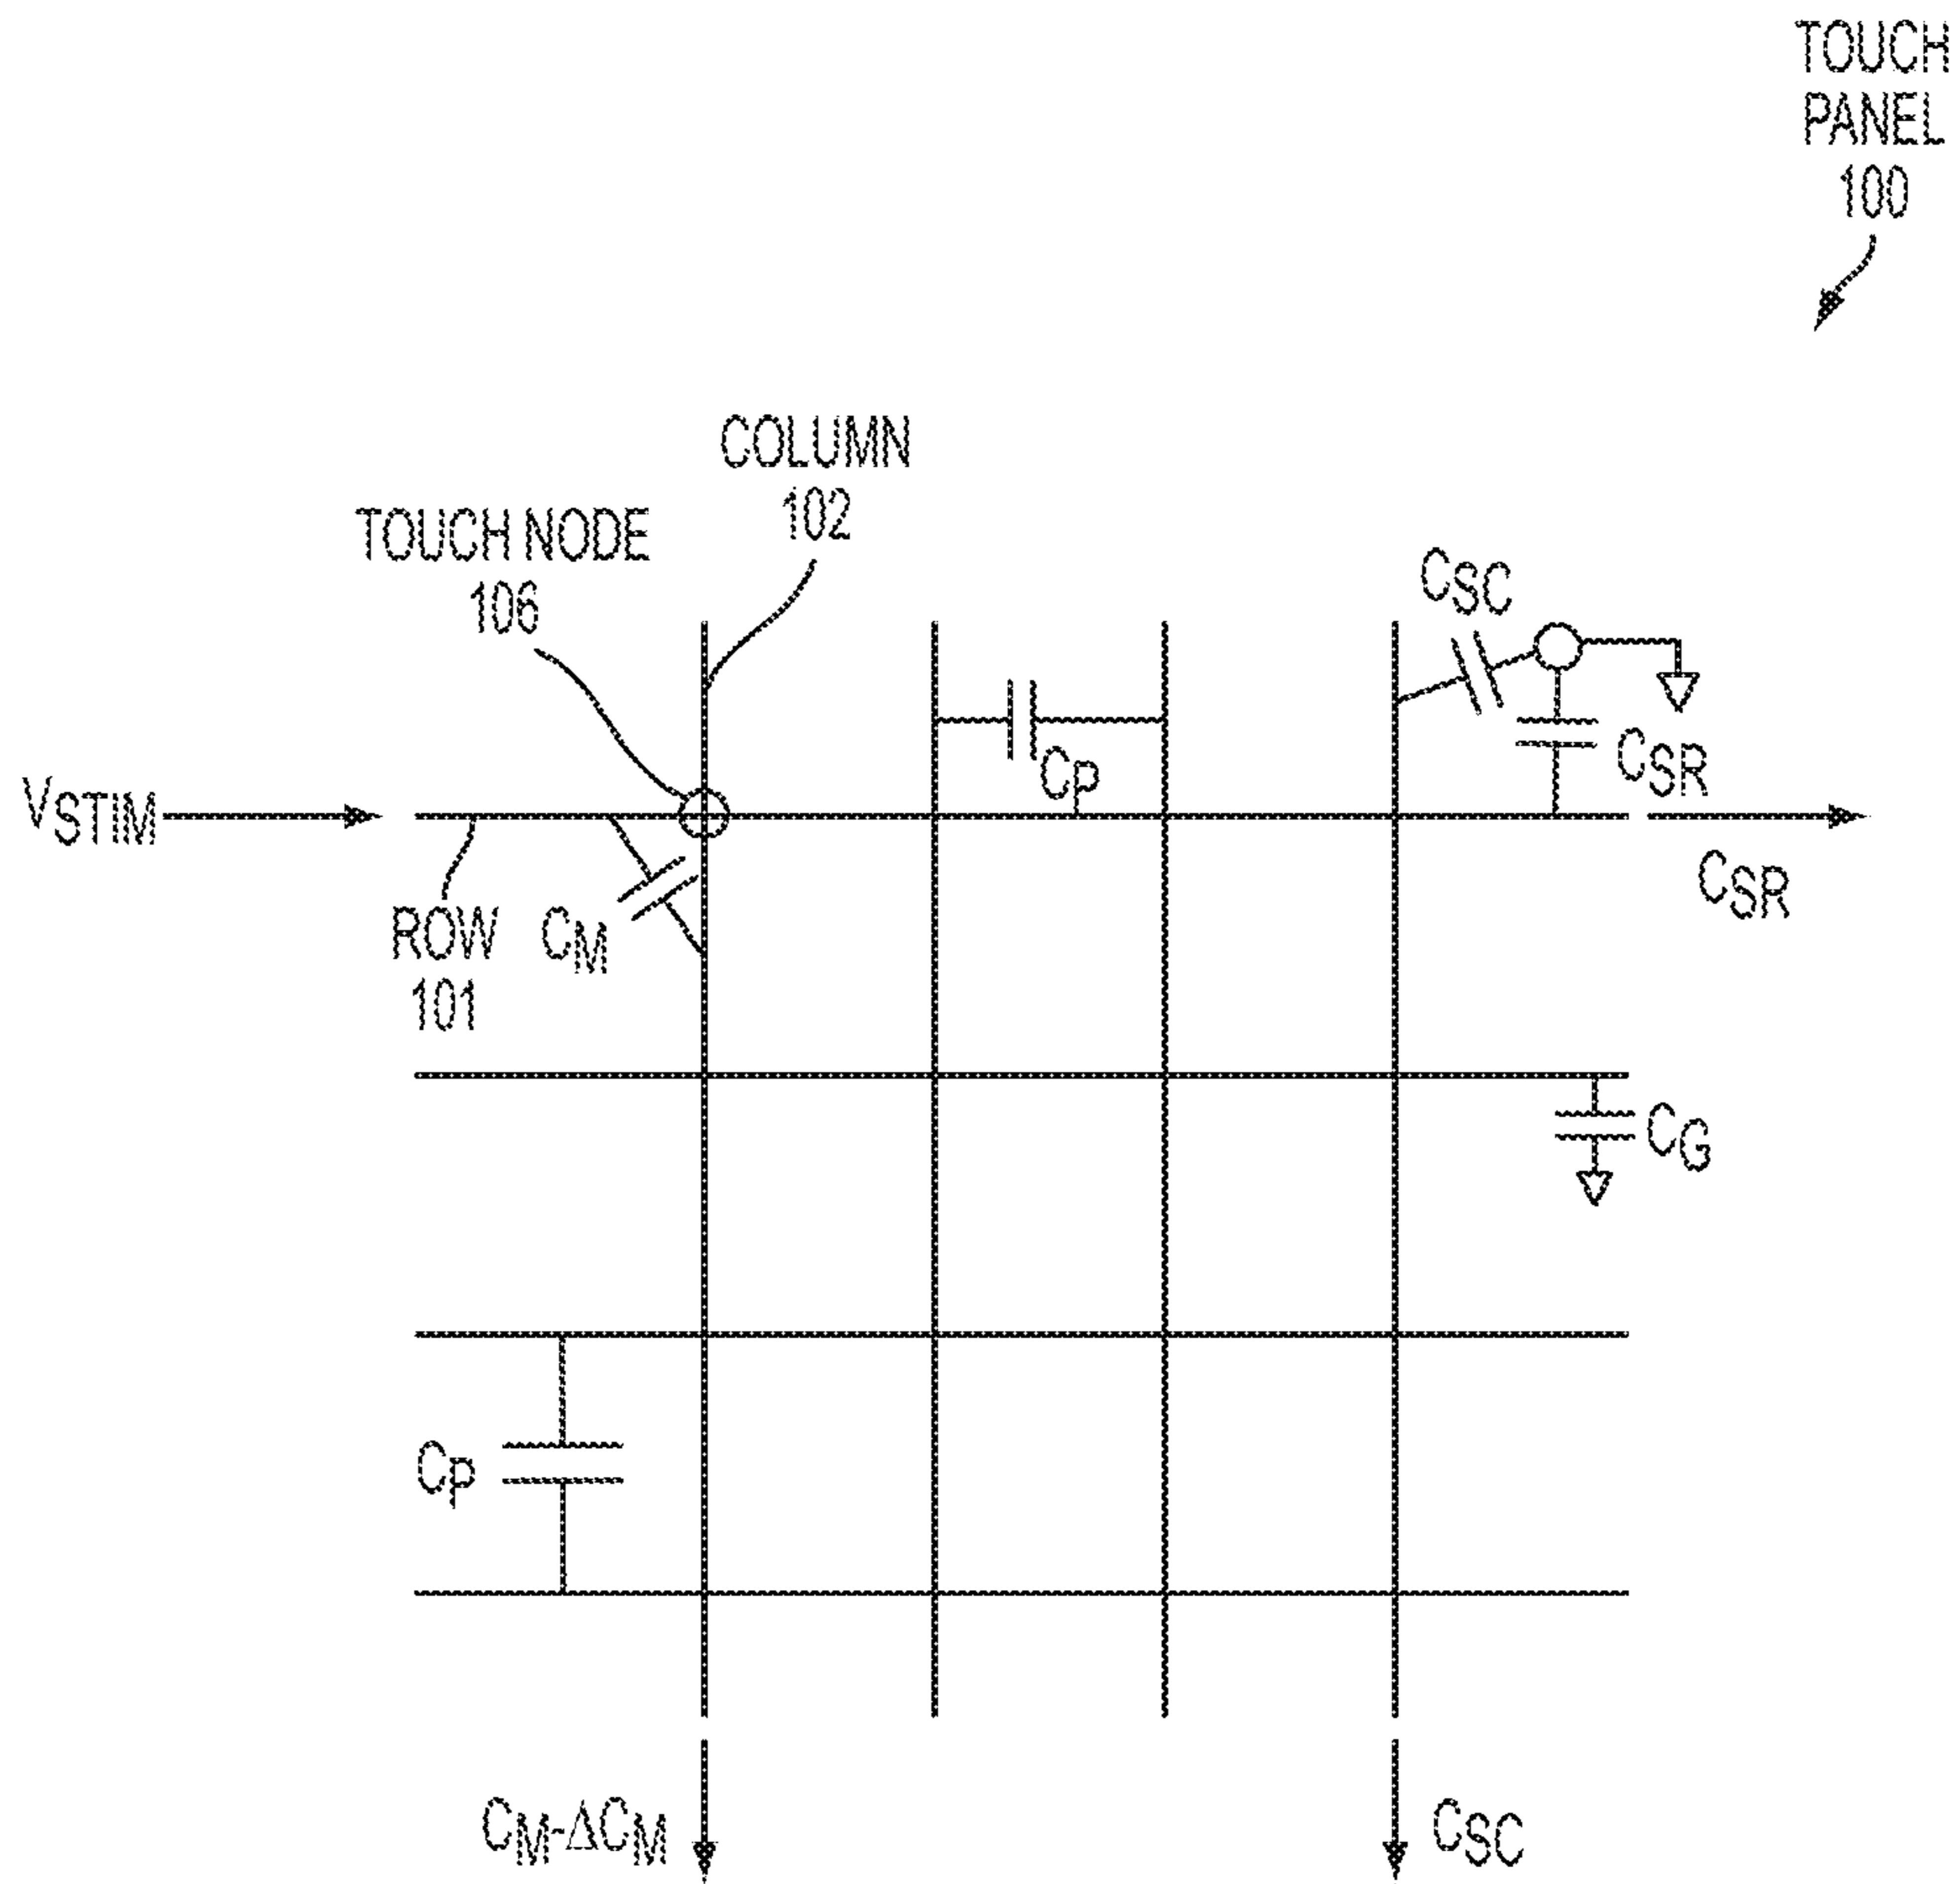 TOUCH
PANEL
100
COLUMN
102
TOUCH NODE
106
CSC
CSR
CP
VSTIM
CSR
ROW
101
CM
CG
CP
CM-ΔCM
CSC